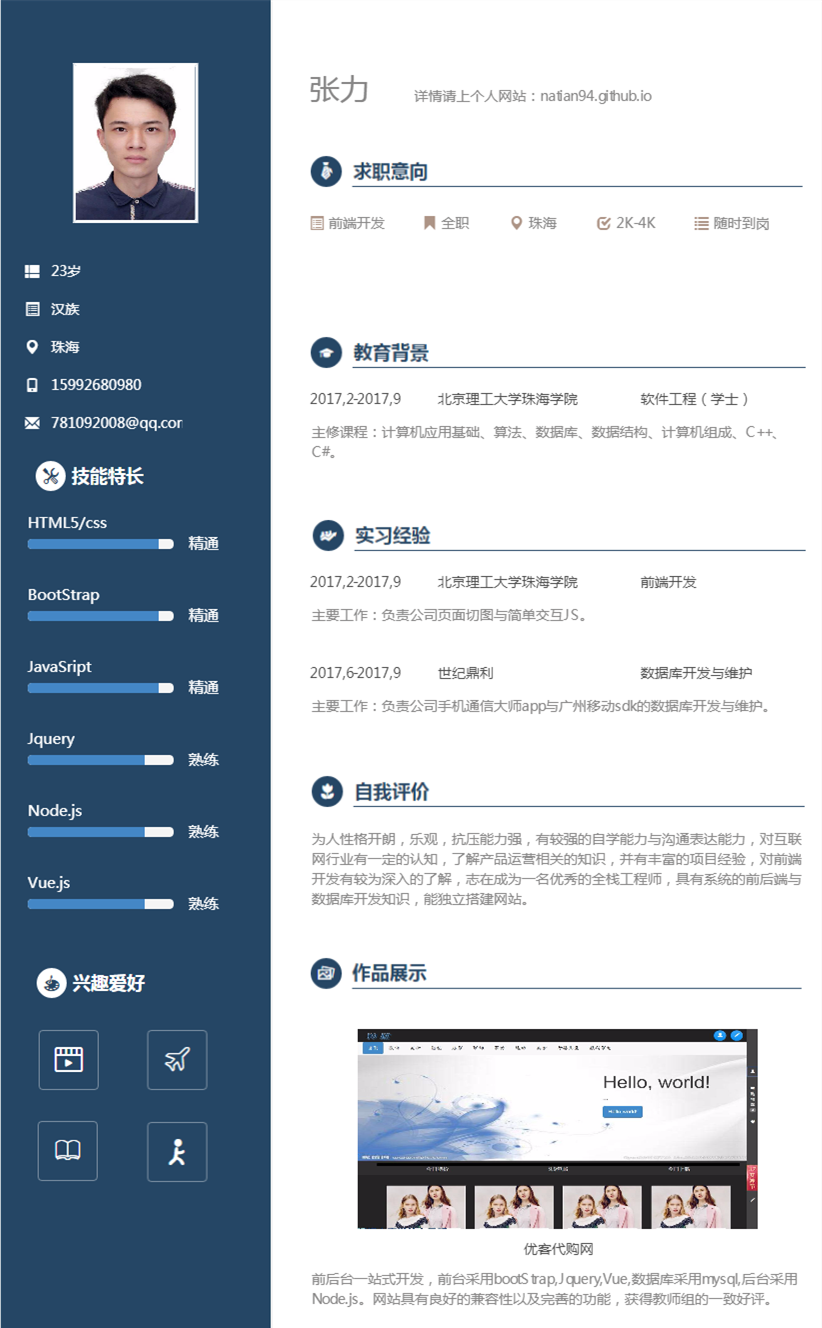 23岁
汉族
珠海
15992680980
781092008@qq.cor
技能特长
HTML5/css
精通
BootStrap
精通
JavaSript
精通
Jquery
熟练
Node.js
熟练
Vue.js
熟练
兴趣爱好
张力 详情请上个人网站：natian94.github.io
求职意向
前端开发 全职 珠海 2K-4K 随时到岗
教育背景
2017,2-2017,9 北京理工大学珠海学院 软件工程（学士）
主修课程：计算机应用基础、算法、数据库、数据结构、计算机组成、C++、
C#。
实习经验
2017,2-2017,9 北京理工大学珠海学院 前端开发
主要工作：负责公司页面切图与简单交互JS。
2017,6-2017,9 世纪鼎利 数据库开发与维护
主要工作：负责公司手机通信大师app与广州移动sdk的数据库开发与维护。
自我评价
为人性格开朗，乐观，抗压能力强，有较强的自学能力与沟通表达能力，对互联
网行业有一定的认知，了解产品运营相关的知识，并有丰富的项目经验，对前端
开发有较为深入的了解，志在成为一名优秀的全栈工程师，具有系统的前后端与
数据库开发知识，能独立搭建网站。
作品展示
Hello, world!
Hello world!
优客代购网
前后台一站式开发，前台采用bootStrap,Jquery,Vue,数据库采用mysql,后台采用
Node.js。网站具有良好的兼容性以及完善的功能，获得教师组的一致好评。